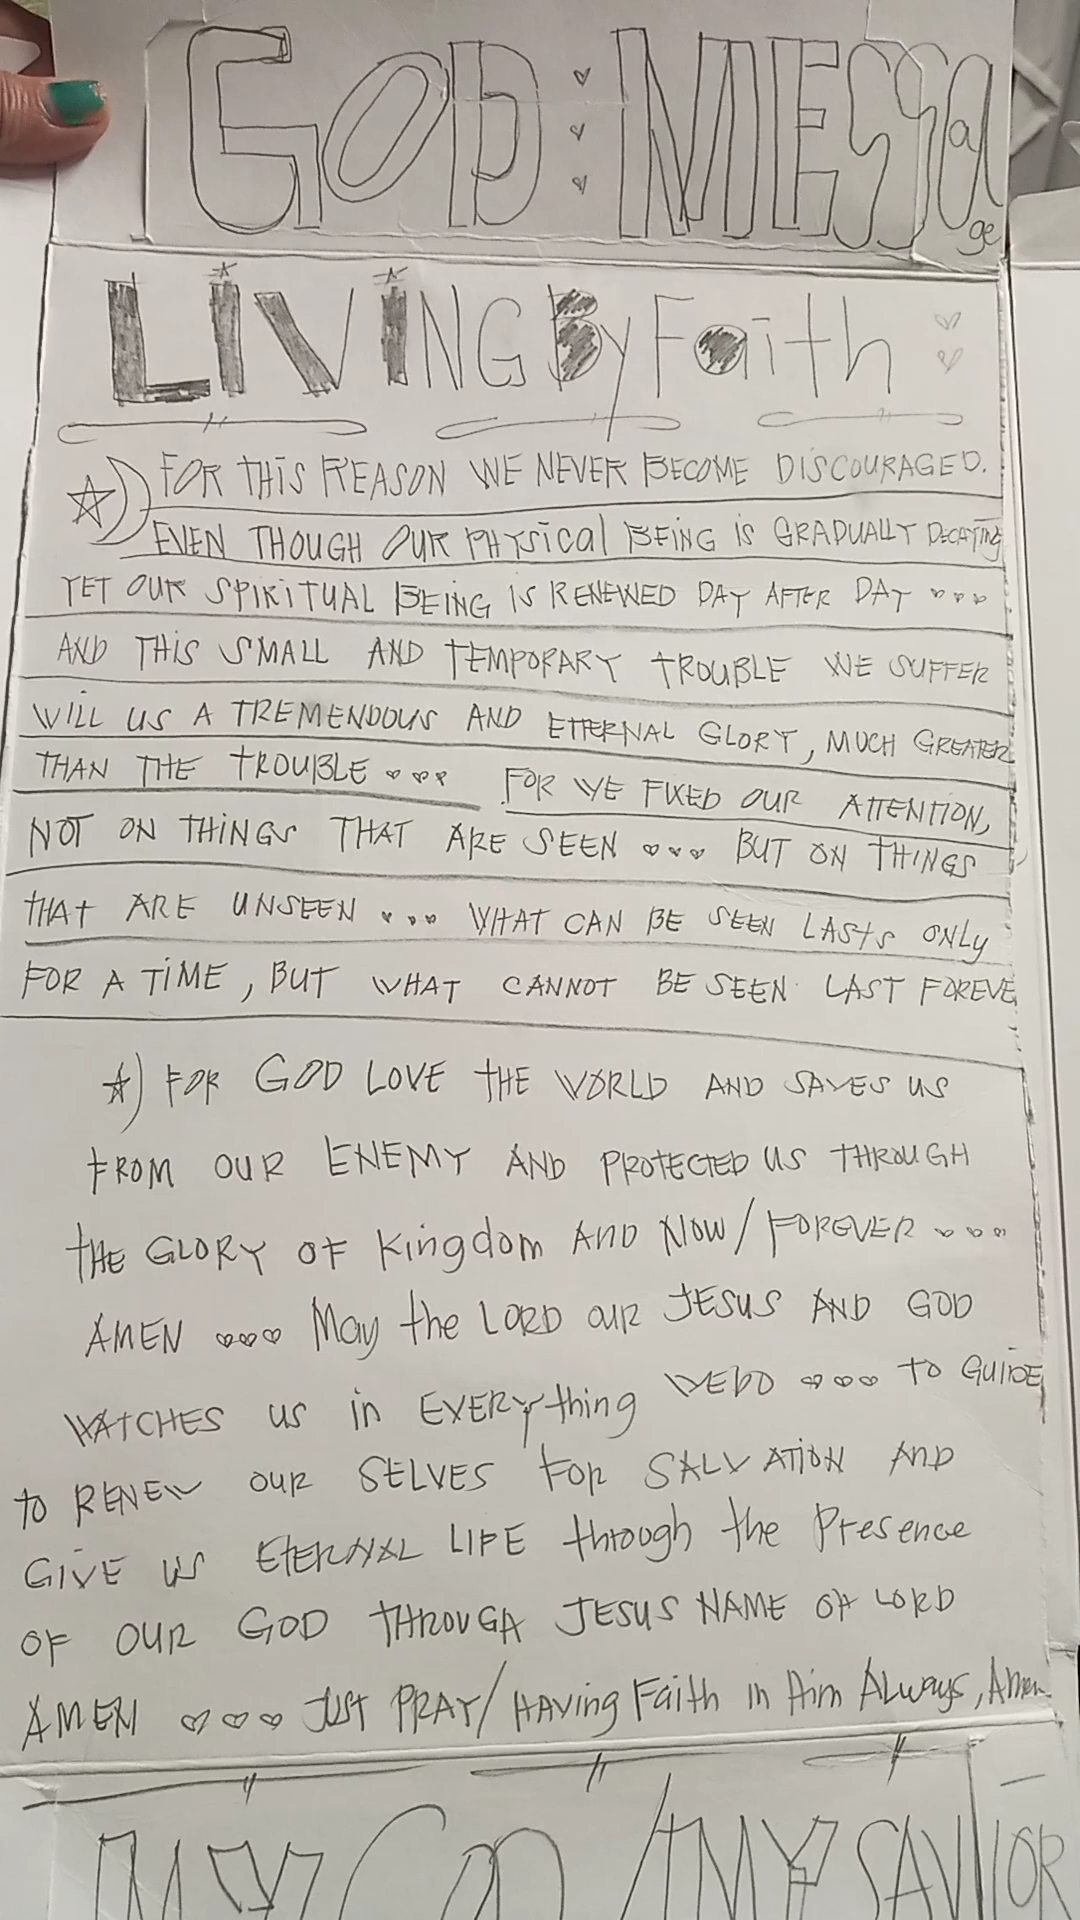 GOD: MESSage
LiViNG By Faith
FOR THiS REASON WE NEVER BECOME DiSCOURAGED.
EVEN THOUGH OUR PHYSical BEING iS GRADUALLY DECAYING
YET OUR SPIRiTUAL BEING iS RENEWED DAY AFTER DAY
AND THIS SMALL AND TEMPORARY TROUBLE WE SUFFER
WiLL US A TREMENDOUS AND ETERNAL GLORY, MUCH GREATER
THAN THE TROUBLE ... FOR WE FIXED OUR ATTENTION,
NOT ON THiNGS THAT ARE SEEN ... BUT ON THINGS
THAT ARE UNSEEN ... WHAT CAN BE SEEN LASTS ONLy
FOR A TiME, BUT WHAT CANNOT BE SEEN LAST FOREVE
FOR GOD LOVE THE WORLD AND SAVES US
FROM OUR ENEMY AND PROTECTED US THROUGH
THE GLORY OF Kingdom AND NOW/FOREVER ...
AMEN ... May the LORD OUR JESUS AND GOD
WATCHES US in EVERYthing WEDO ... TO GUIDE,
TO RENEW OUR SELVES FOR SALVATiON AND
GiVE US ETERNAL LIFE through the Presence
OF OUR GOD THROUGH JESUS NAME OF LORD
AMEN ... JUST PRAY/HAVing Faith in Him Always, Amen
MY GOD/MY SAVIOR